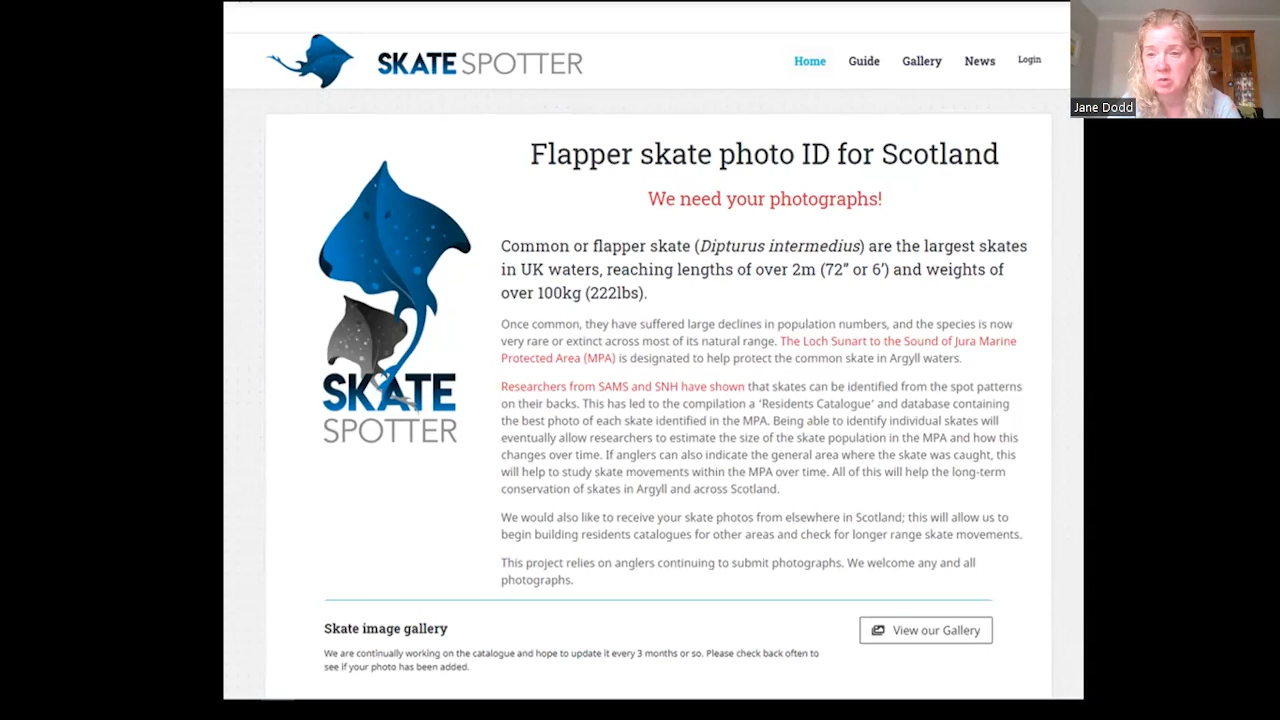 SKATE SPOTTER
Home Guide Gallery News Login
Jane Dodd
Flapper skate photo ID for Scotland
We need your photographs!
Common or flapper skate (Dipturus intermedius) are the largest skates
in UK waters, reaching lengths of over 2m (72” or 6’) and weights of
over 100kg (222lbs).
Once common, they have suffered large declines in population numbers, and the species is now
very rare or extinct across most of its natural range. The Loch Sunart to the Sound of Jura Marine
Protected Area (MPA) is designated to help protect the common skate in Argyll waters.
Researchers from SAMS and SNH have shown that skates can be identified from the spot patterns
on their backs. This has led to the compilation a ‘Residents Catalogue’ and database containing
the best photo of each skate identified in the MPA. Being able to identify individual skates will
eventually allow researchers to estimate the size of the skate population in the MPA and how this
changes over time. If anglers can also indicate the general area where the skate was caught, this
will help to study skate movements within the MPA over time. All of this will help the long-term
conservation of skates in Argyll and across Scotland.
We would also like to receive your skate photos from elsewhere in Scotland; this will allow us to
begin building residents catalogues for other areas and check for longer range skate movements.
This project relies on anglers continuing to submit photographs. We welcome any and all
photographs.
SKATE
SPOTTER
Skate image gallery
View our Gallery
We are continually working on the catalogue and hope to update it every 3 months or so. Please check back often to
see if your photo has been added.